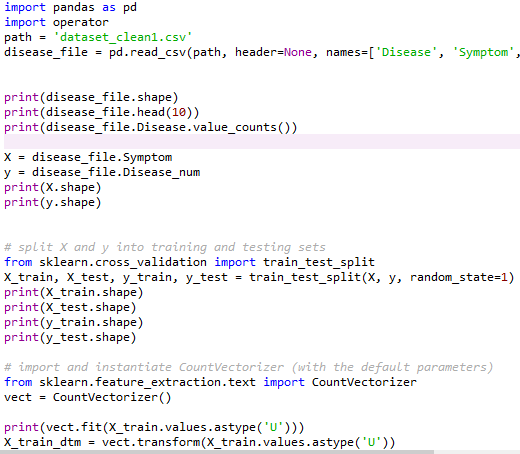 import pandas as pd
import operator
path = 'dataset_clean1.csv'
disease_file = pd.read_csv(path, header=None, names=['Disease', 'Symptom',
print(disease_file.shape)
print(disease_file.head(10))
print(disease_file.Disease.value_counts())
X = disease_file.Symptom
y = disease_file.Disease_num
print(X.shape)
print(y.shape)
# split X and y into training and testing sets
from sklearn.cross_validation import train_test_split
X_train, X_test, y_train, y_test = train_test_split(X, y, random_state=1)
print(X_train.shape)
print(X_test.shape)
print(y_train.shape)
print(y_test.shape)
# import and instantiate CountVectorizer (with the default parameters)
from sklearn.feature_extraction.text import CountVectorizer
vect = CountVectorizer()
print(vect.fit(X_train.values.astype('U')))
X_train_dtm = vect.transform(X_train.values.astype('U'))